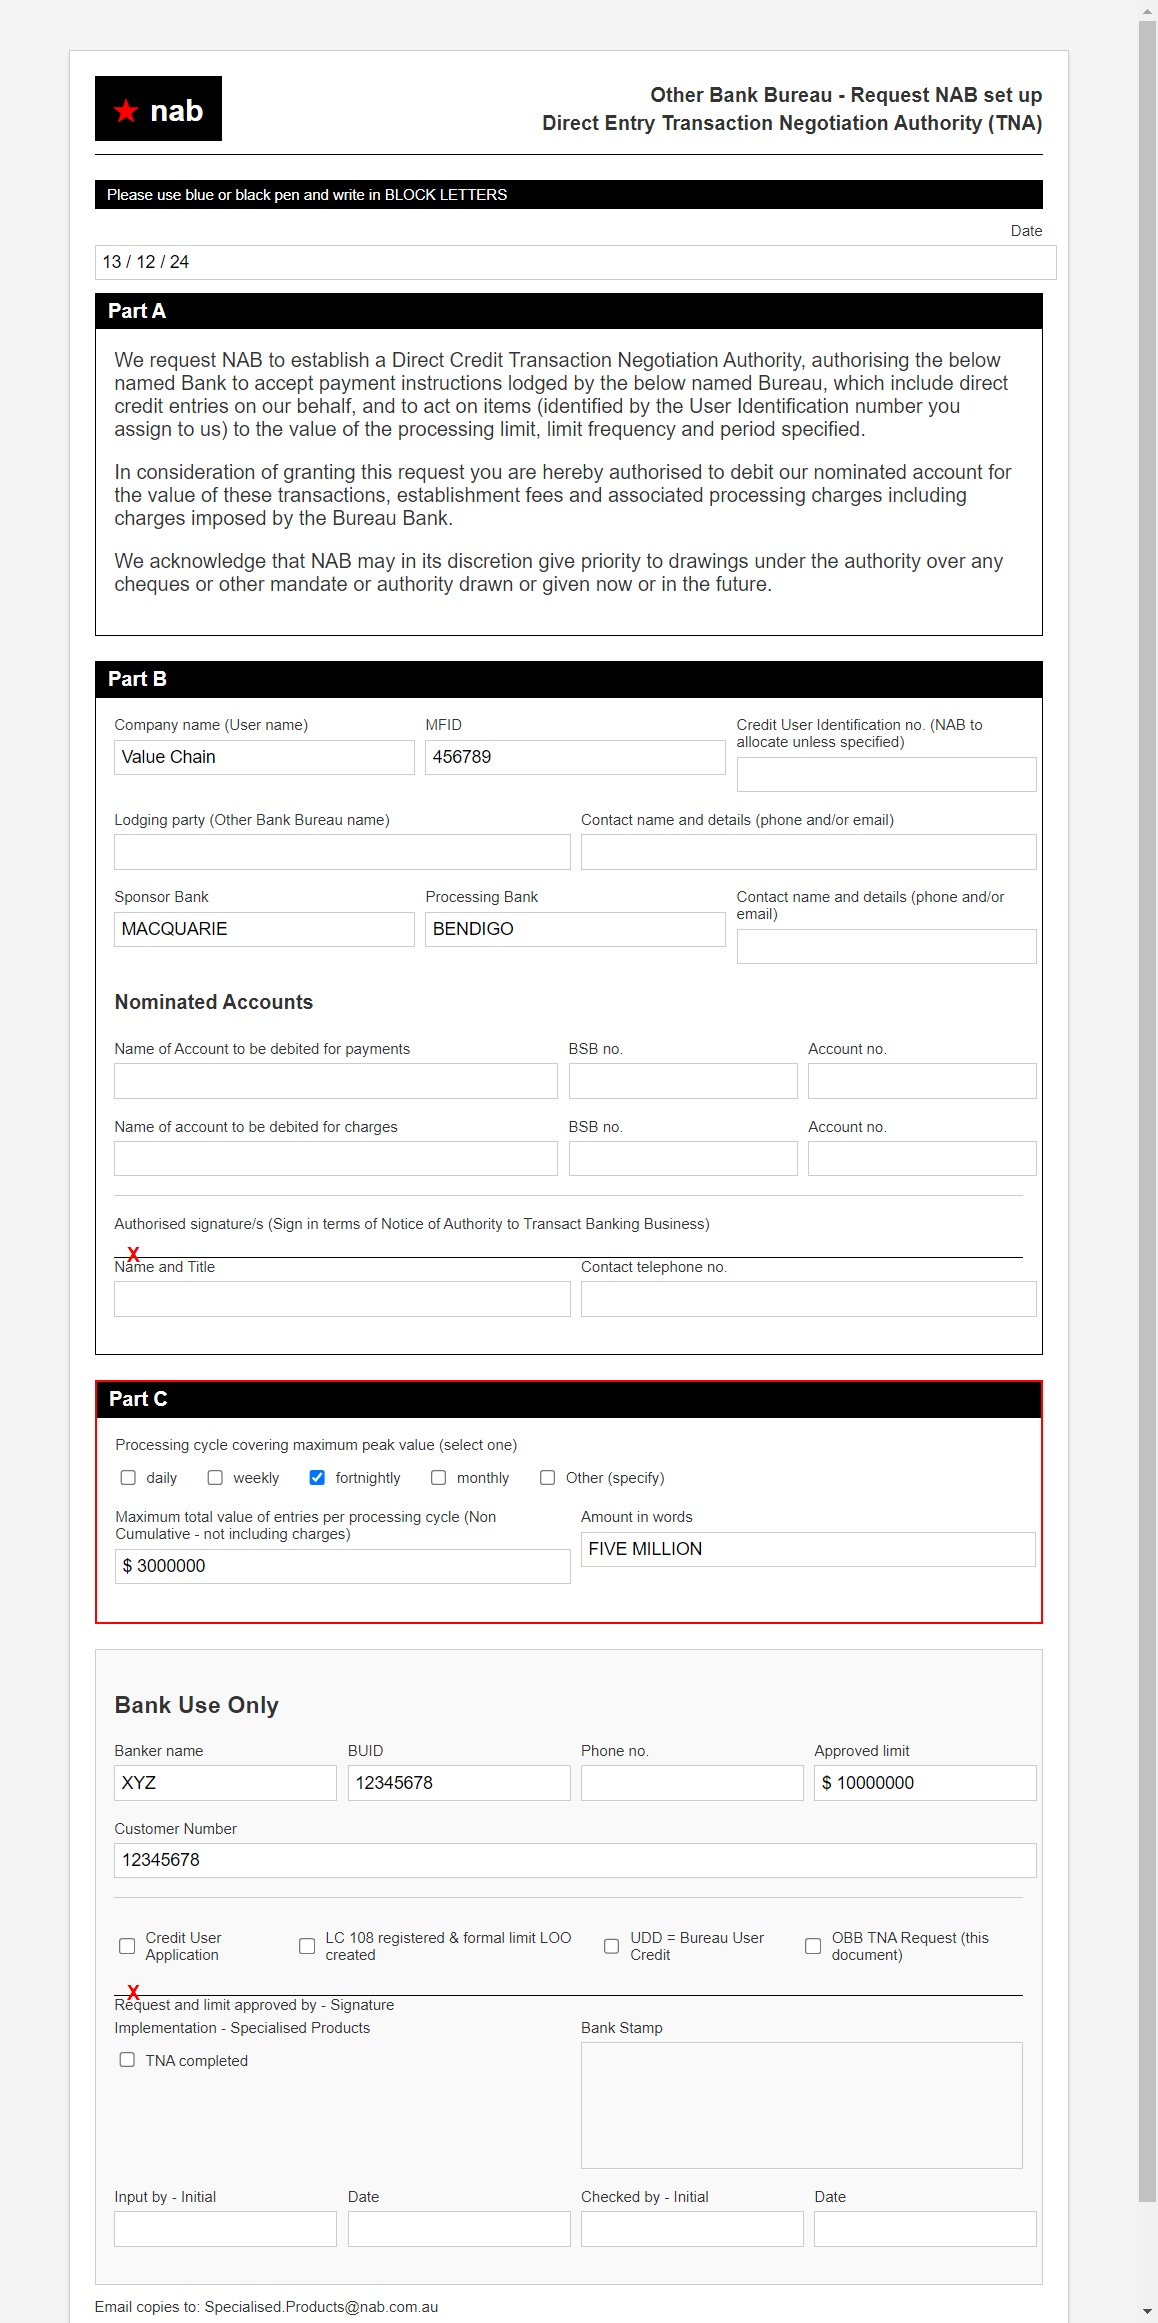 ★ nab
Other Bank Bureau - Request NAB set up
Direct Entry Transaction Negotiation Authority (TNA)
Please use blue or black pen and write in BLOCK LETTERS
Date
13 / 12 / 24
Part A
We request NAB to establish a Direct Credit Transaction Negotiation Authority, authorising the below
named Bank to accept payment instructions lodged by the below named Bureau, which include direct
credit entries on our behalf, and to act on items (identified by the User Identification number you
assign to us) to the value of the processing limit, limit frequency and period specified.
In consideration of granting this request you are hereby authorised to debit our nominated account for
the value of these transactions, establishment fees and associated processing charges including
charges imposed by the Bureau Bank.
We acknowledge that NAB may in its discretion give priority to drawings under the authority over any
cheques or other mandate or authority drawn or given now or in the future.
Part B
Company name (User name)
Value Chain
MFID
456789
Credit User Identification no. (NAB to
allocate unless specified)
Lodging party (Other Bank Bureau name)
Contact name and details (phone and/or email)
Sponsor Bank
MACQUARIE
Processing Bank
BENDIGO
Contact name and details (phone and/or
email)
Nominated Accounts
Name of Account to be debited for payments
BSB no.
Account no.
Name of account to be debited for charges
BSB no.
Account no.
Authorised signature/s (Sign in terms of Notice of Authority to Transact Banking Business)
X
Name and Title
Contact telephone no.
Part C
Processing cycle covering maximum peak value (select one)
daily weekly fortnightly monthly Other (specify)
Maximum total value of entries per processing cycle (Non
Cumulative - not including charges)
$ 3000000
Amount in words
FIVE MILLION
Bank Use Only
Banker name
XYZ
BUID
12345678
Phone no.
Approved limit
$ 10000000
Customer Number
12345678
Credit User
Application
LC 108 registered & formal limit LOO
created
UDD = Bureau User
Credit
OBB TNA Request (this
document)
X
Request and limit approved by - Signature
Implementation - Specialised Products
TNA completed
Bank Stamp
Input by - Initial
Date
Checked by - Initial
Date
Email copies to: Specialised.Products@nab.com.au